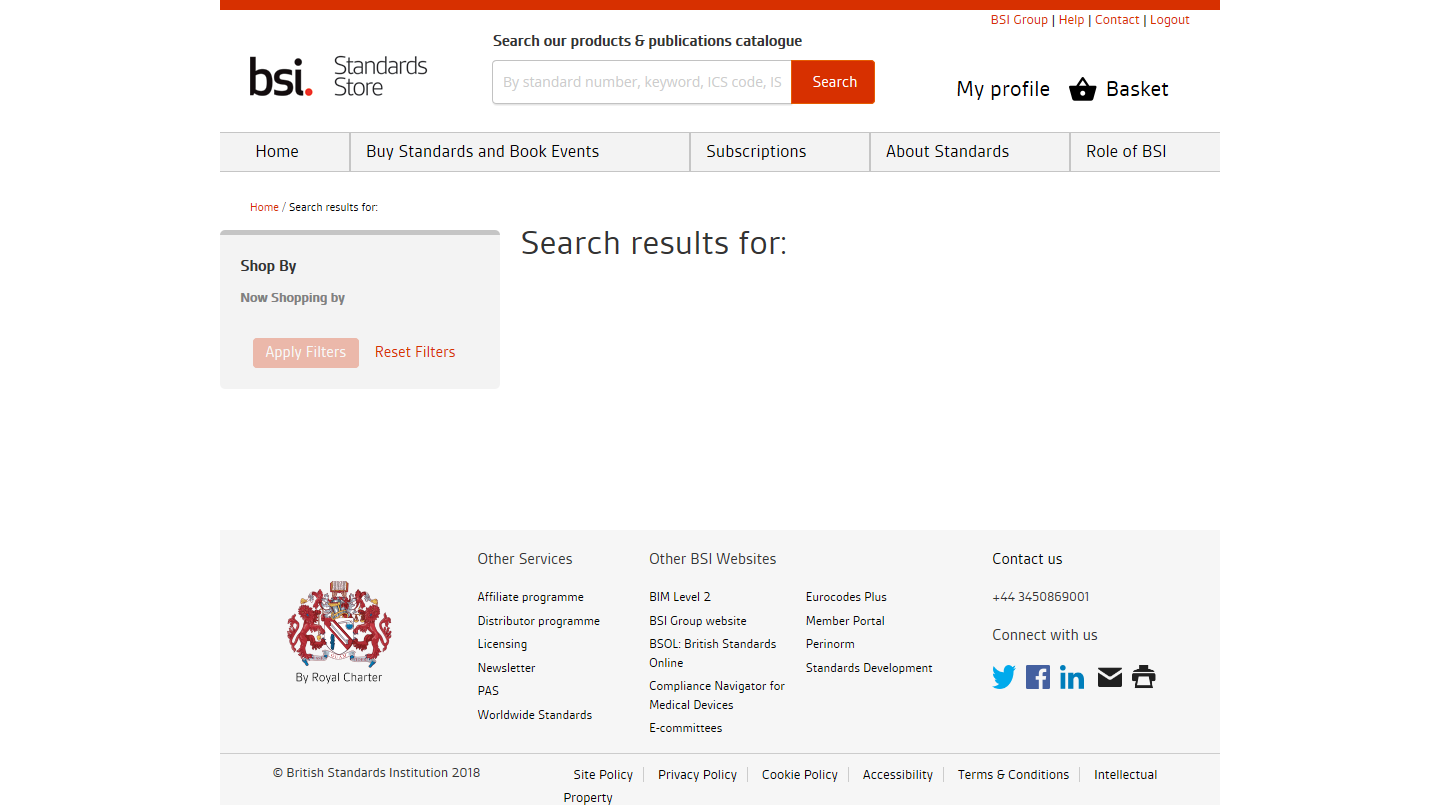 BSI Group | Help | Contact | Logout
Search our products & publications catalogue
bsi. Standards Store
By standard number, keyword, ICS code, IS
Search
My profile
Basket
Home
Buy Standards and Book Events
Subscriptions
About Standards
Role of BSI
Home / Search results for:
Shop By
Now Shopping by
Apply Filters
Reset Filters
Search results for:
Other Services
Affiliate programme
Distributor programme
Licensing
Newsletter
PAS
Worldwide Standards
Other BSI Websites
BIM Level 2
BSI Group website
BSOL: British Standards
Online
Compliance Navigator for
Medical Devices
E-committees
Eurocodes Plus
Member Portal
Perinorm
Standards Development
Contact us
+44 3450869001
Connect with us
By Royal Charter
© British Standards Institution 2018
Site Policy
Privacy Policy
Cookie Policy
Accessibility
Terms & Conditions
Intellectual
Property